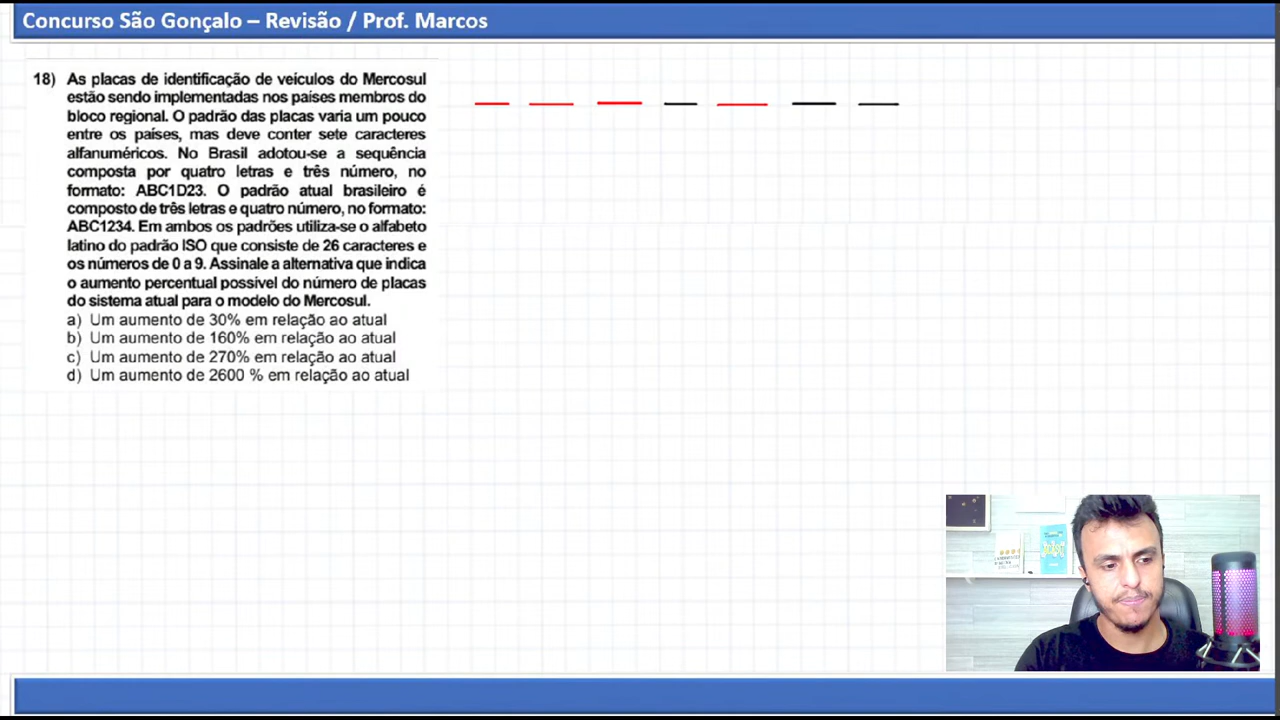 Concurso São Gonçalo – Revisão / Prof. Marcos
18) As placas de identificação de veículos do Mercosul
estão sendo implementadas nos países membros do
bloco regional. O padrão das placas varia um pouco
entre os países, mas deve conter sete caracteres
alfanuméricos. No Brasil adotou-se a sequência
composta por quatro letras e três número, no
formato: ABC1D23. O padrão atual brasileiro é
composto de três letras e quatro número, no formato:
ABC1234. Em ambos os padrões utiliza-se o alfabeto
latino do padrão ISO que consiste de 26 caracteres e
os números de 0 a 9. Assinale a alternativa que indica
o aumento percentual possível do número de placas
do sistema atual para o modelo do Mercosul.
a) Um aumento de 30% em relação ao atual
b) Um aumento de 160% em relação ao atual
c) Um aumento de 270% em relação ao atual
d) Um aumento de 2600 % em relação ao atual